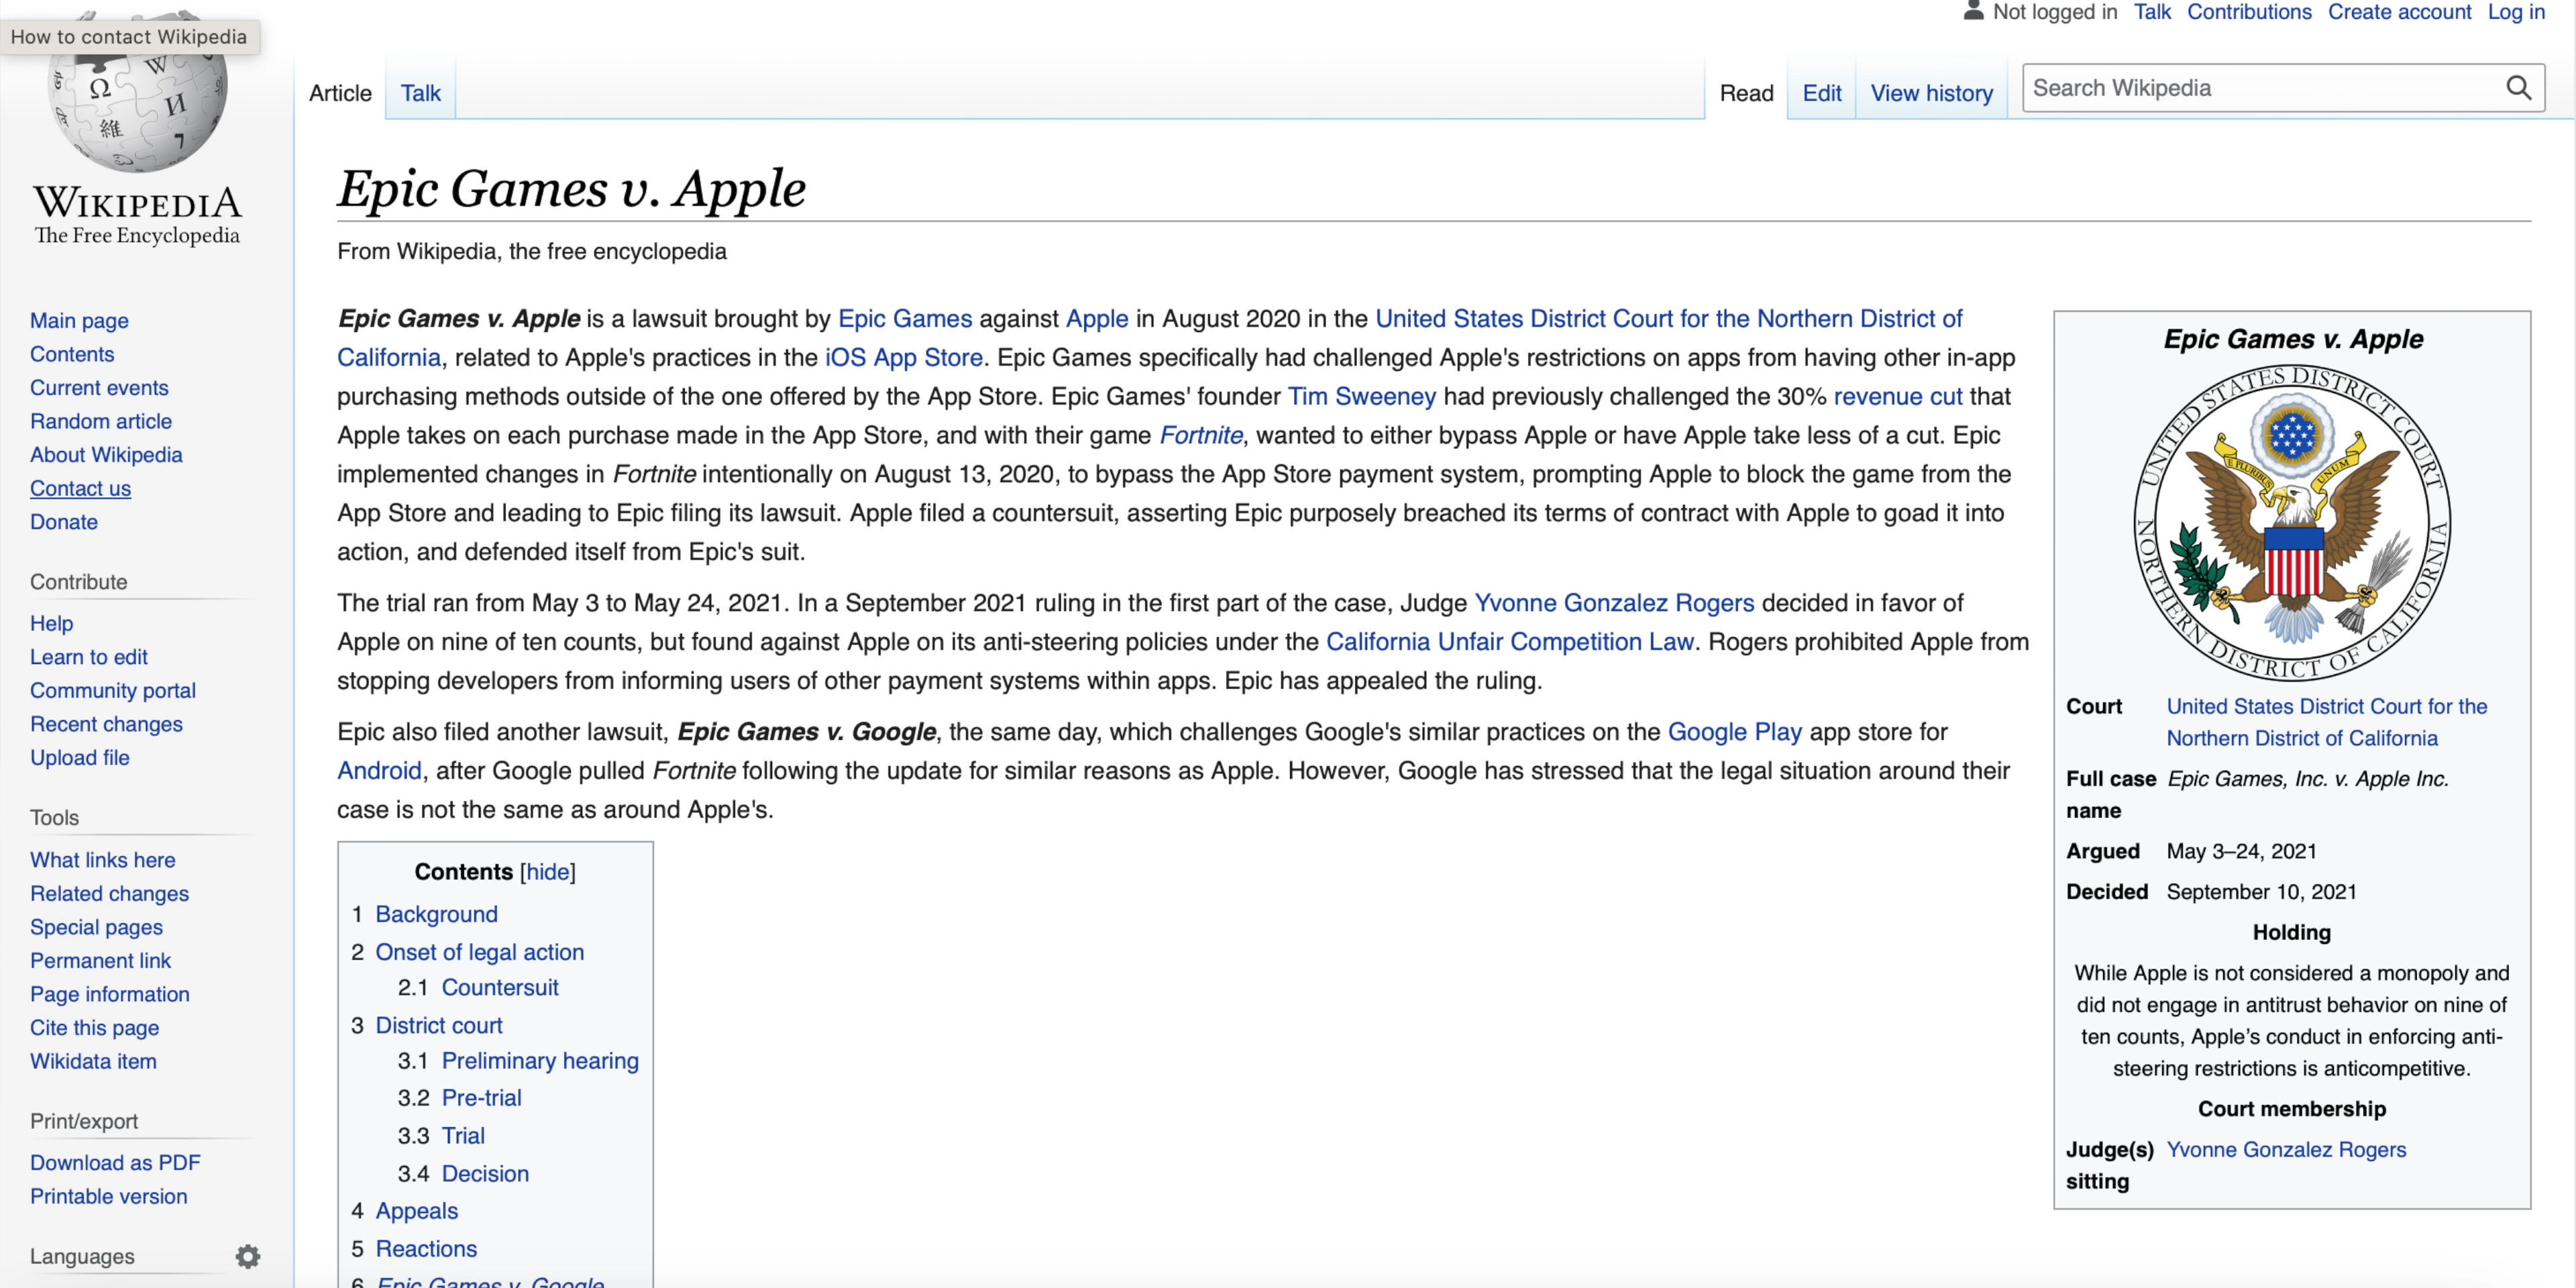 How to contact Wikipedia
Ω
W
И
維
7
WIKIPEDIA
The Free Encyclopedia
Main page
Contents
Current events
Random article
About Wikipedia
Contact us
Donate
Contribute
Help
Learn to edit
Community portal
Recent changes
Upload file
Tools
What links here
Related changes
Special pages
Permanent link
Page information
Cite this page
Wikidata item
Print/export
Download as PDF
Printable version
Languages
Not logged in Talk Contributions Create account Log in
Article Talk
Read Edit View history Search Wikipedia
Epic Games v. Apple
From Wikipedia, the free encyclopedia
Epic Games v. Apple is a lawsuit brought by Epic Games against Apple in August 2020 in the United States District Court for the Northern District of
California, related to Apple's practices in the iOS App Store. Epic Games specifically had challenged Apple's restrictions on apps from having other in-app
purchasing methods outside of the one offered by the App Store. Epic Games' founder Tim Sweeney had previously challenged the 30% revenue cut that
Apple takes on each purchase made in the App Store, and with their game Fortnite, wanted to either bypass Apple or have Apple take less of a cut. Epic
implemented changes in Fortnite intentionally on August 13, 2020, to bypass the App Store payment system, prompting Apple to block the game from the
App Store and leading to Epic filing its lawsuit. Apple filed a countersuit, asserting Epic purposely breached its terms of contract with Apple to goad it into
action, and defended itself from Epic's suit.
The trial ran from May 3 to May 24, 2021. In a September 2021 ruling in the first part of the case, Judge Yvonne Gonzalez Rogers decided in favor of
Apple on nine of ten counts, but found against Apple on its anti-steering policies under the California Unfair Competition Law. Rogers prohibited Apple from
stopping developers from informing users of other payment systems within apps. Epic has appealed the ruling.
Epic also filed another lawsuit, Epic Games v. Google, the same day, which challenges Google's similar practices on the Google Play app store for
Android, after Google pulled Fortnite following the update for similar reasons as Apple. However, Google has stressed that the legal situation around their
case is not the same as around Apple's.
Contents [hide]
1 Background
2 Onset of legal action
2.1 Countersuit
3 District court
3.1 Preliminary hearing
3.2 Pre-trial
3.3 Trial
3.4 Decision
4 Appeals
5 Reactions
6 Epic Games v. Google
Epic Games v. Apple
UNITED STATES DISTRICT COURT
E PLURIBUS UNUM
NORTHERN DISTRICT OF CALIFORNIA
Court United States District Court for the
Northern District of California
Full case Epic Games, Inc. v. Apple Inc.
name
Argued May 3–24, 2021
Decided September 10, 2021
Holding
While Apple is not considered a monopoly and
did not engage in antitrust behavior on nine of
ten counts, Apple’s conduct in enforcing anti-
steering restrictions is anticompetitive.
Court membership
Judge(s) Yvonne Gonzalez Rogers
sitting